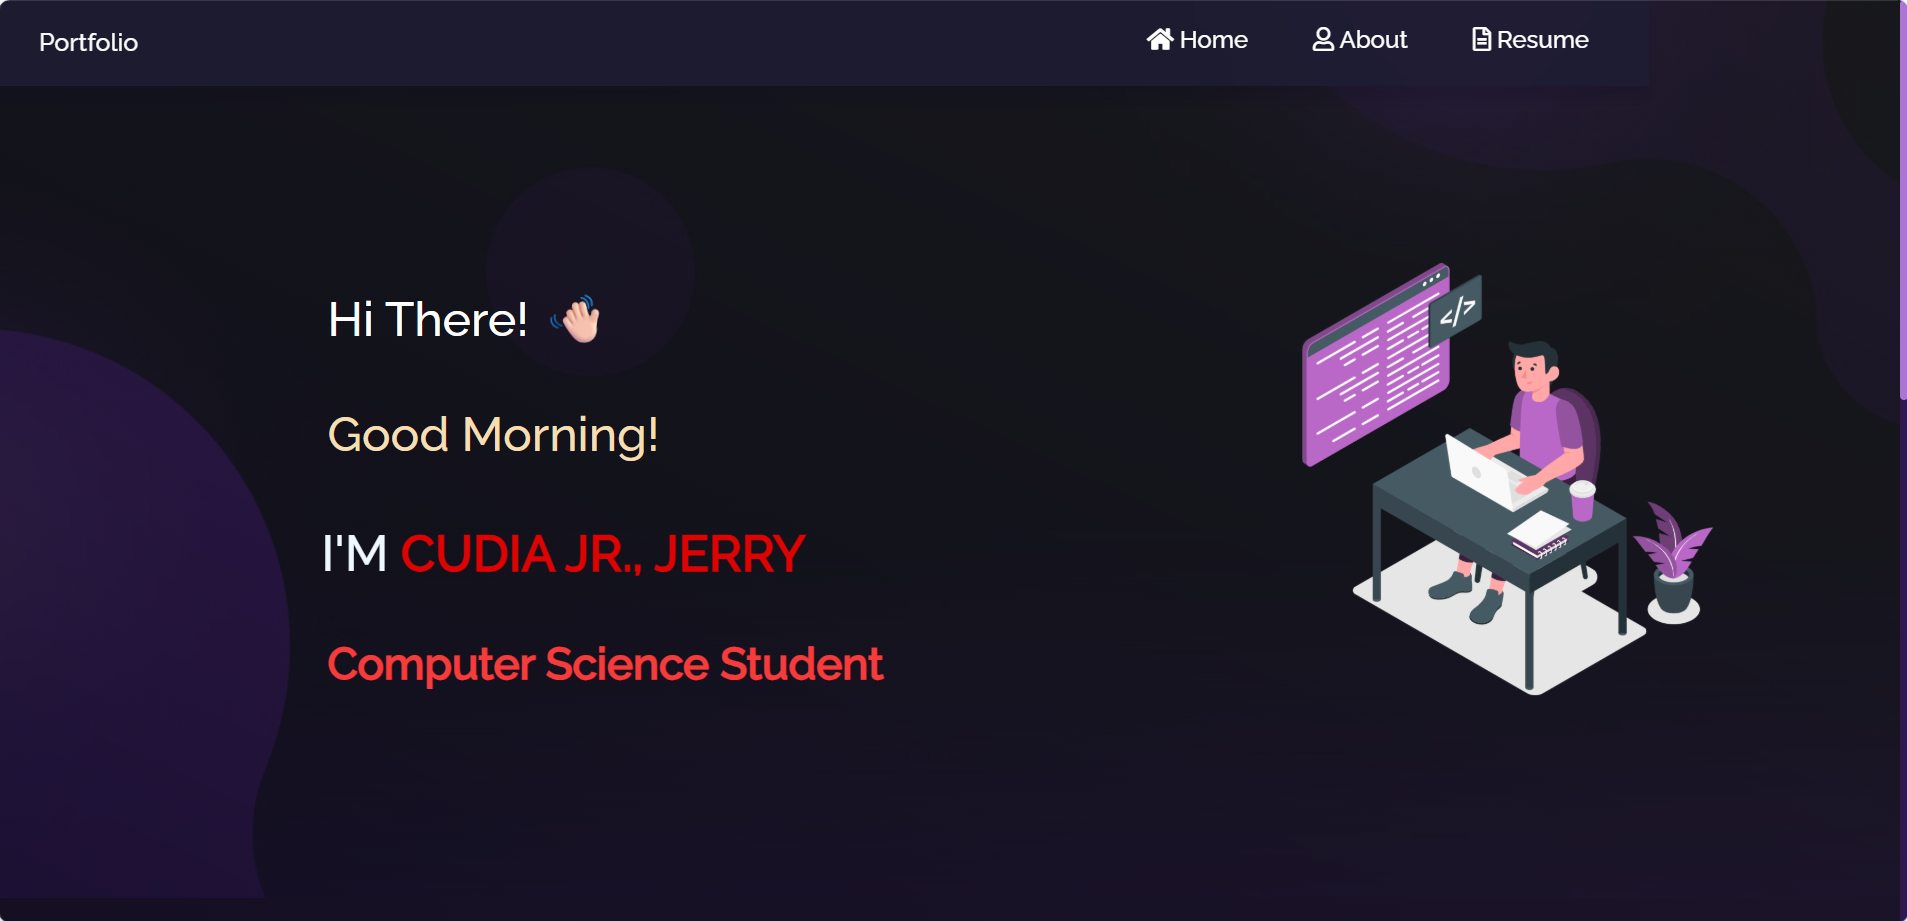 Portfolio
Home
About
Resume
Hi There!
Good Morning!
I'M CUDIA JR., JERRY
Computer Science Student
</>